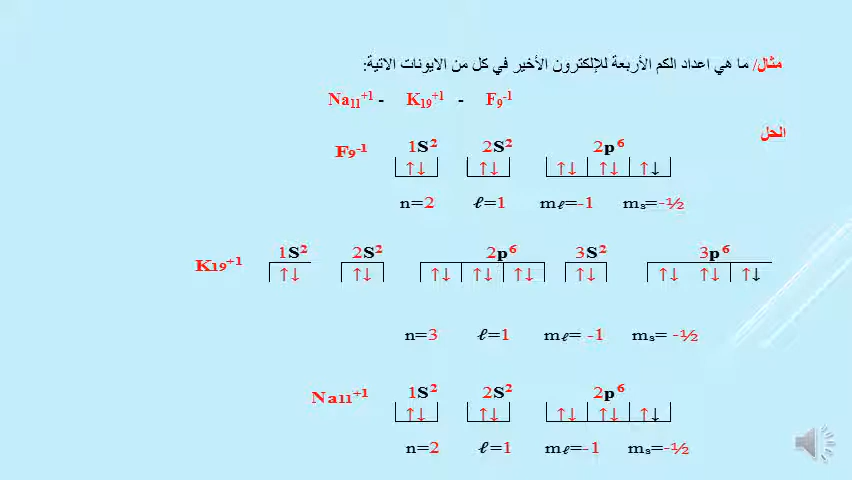 مثال/ ما هي اعداد الكم الأربعة للإلكترون الأخير في كل من الايونات الاتية:
Na₁₁⁺¹ - K₁₉⁺¹ - F₉⁻¹
الحل
F₉⁻¹ 1S² 2S² 2p⁶
↑↓ ↑↓ ↑↓ ↑↓ ↑↓
n=2 ℓ=1 mℓ=-1 mₛ=-½
K₁₉⁺¹ 1S² 2S² 2p⁶ 3S² 3p⁶
↑↓ ↑↓ ↑↓ ↑↓ ↑↓ ↑↓ ↑↓ ↑↓ ↑↓
n=3 ℓ=1 mℓ= -1 mₛ= -½
Na₁₁⁺¹ 1S² 2S² 2p⁶
↑↓ ↑↓ ↑↓ ↑↓ ↑↓
n=2 ℓ=1 mℓ=-1 mₛ=-½